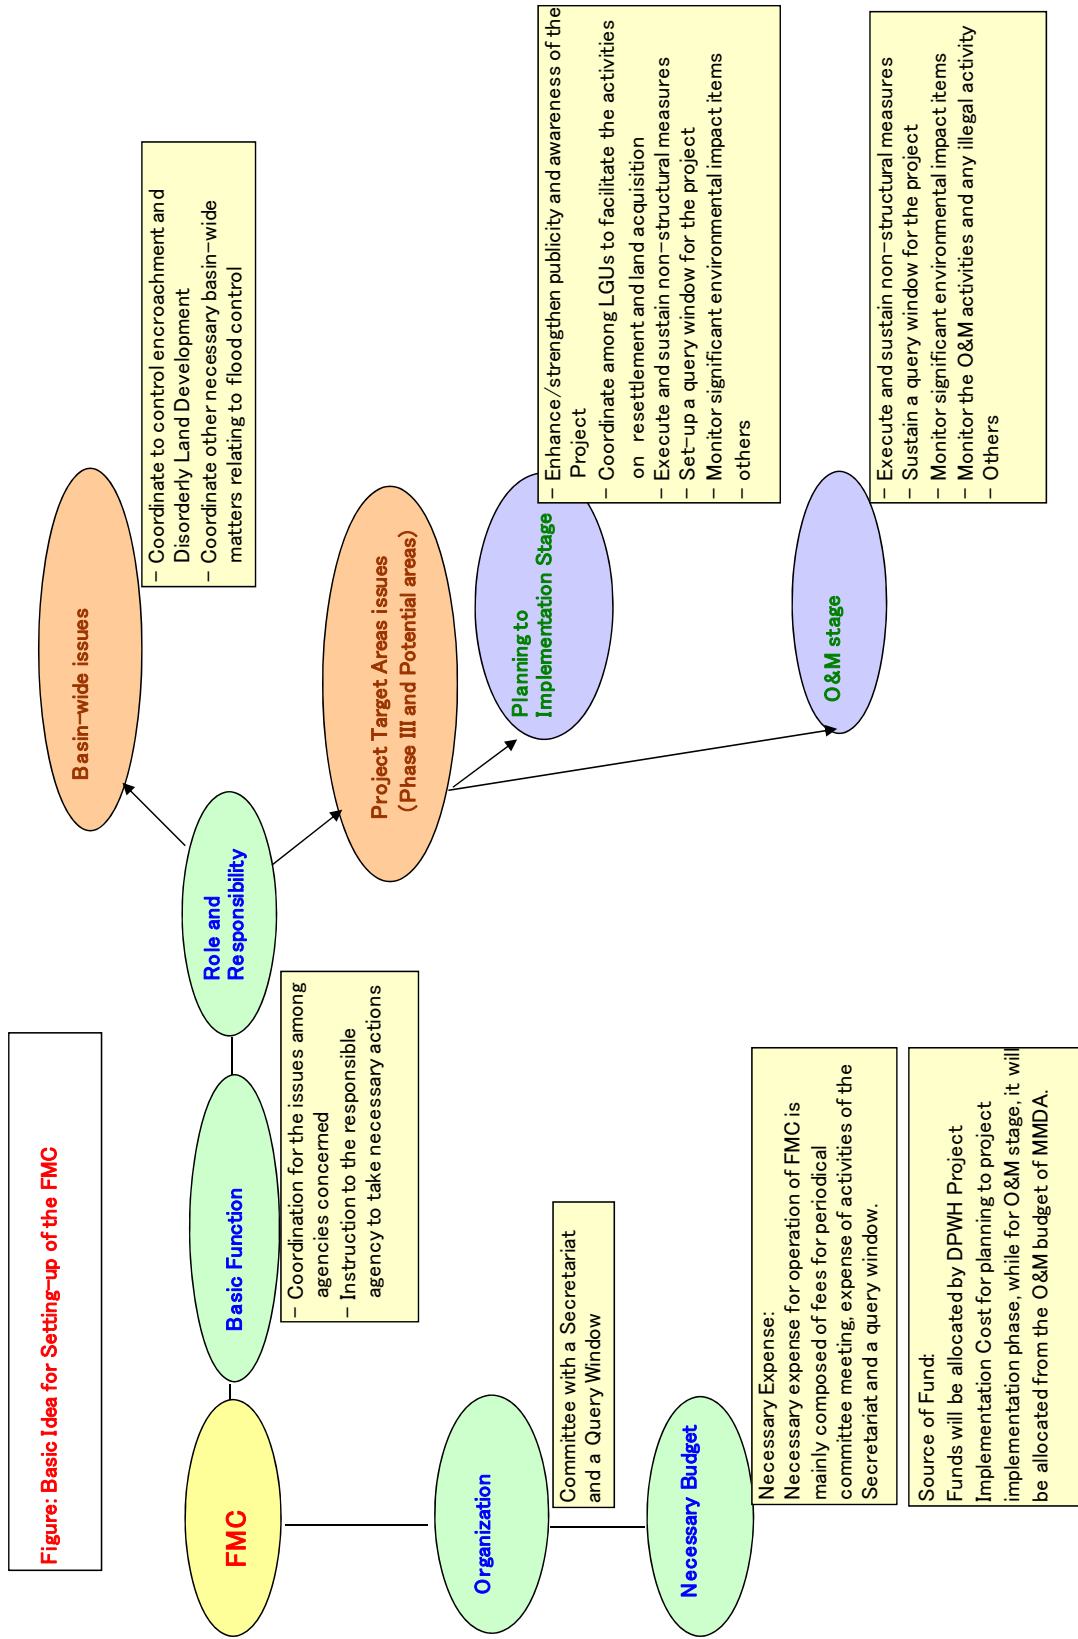 Figure: Basic Idea for Setting-up of the FMC
FMC
Basic Function
- Coordination for the issues among
agencies concerned
- Instruction to the responsible
agency to take necessary actions
Role and
Responsibility
Basin-wide issues
- Coordinate to control encroachment and
Disorderly Land Development
- Coordinate other necessary basin-wide
matters relating to flood control
Project Target Areas issues
(Phase III and Potential areas)
Planning to
Implementation Stage
- Enhance/strengthen publicity and awareness of the
Project
- Coordinate among LGUs to facilitate the activities
on resettlement and land acquisition
- Execute and sustain non-structural measures
- Set-up a query window for the project
- Monitor significant environmental impact items
- others
O&M stage
- Execute and sustain non-structural measures
- Sustain a query window for the project
- Monitor significant environmental impact items
- Monitor the O&M activities and any illegal activity
- Others
Organization
Committee with a Secretariat
and a Query Window
Necessary Budget
Necessary Expense:
Necessary expense for operation of FMC is
mainly composed of fees for periodical
committee meeting, expense of activities of the
Secretariat and a query window.
Source of Fund:
Funds will be allocated by DPWH Project
Implementation Cost for planning to project
implementation phase, while for O&M stage, it will
be allocated from the O&M budget of MMDA.